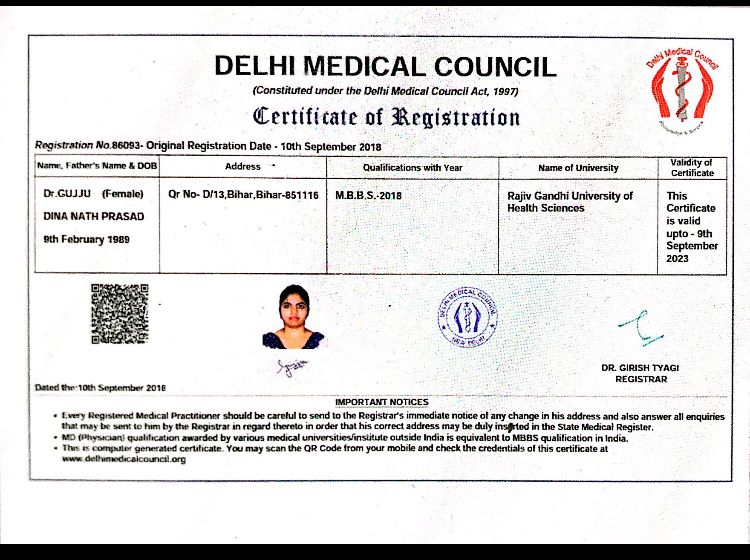 DELHI MEDICAL COUNCIL
(Constituted under the Delhi Medical Council Act, 1997)
Certificate of Registration
Delhi Medical Council
Registration No.86093- Original Registration Date - 10th September 2018
Name, Father's Name & DOB
Address
Qualifications with Year
Name of University
Validity of
Certificate
Dr.GUJJU (Female)
DINA NATH PRASAD
9th February 1989
Qr No- D/13,Bihar,Bihar-851116
M.B.B.S.-2018
Rajiv Gandhi University of
Health Sciences
This
Certificate
is valid
upto - 9th
September
2023
DELHI MEDICAL COUNCIL
NEW DELHI
DR. GIRISH TYAGI
REGISTRAR
Dated the 10th September 2018
IMPORTANT NOTICES
• Every Registered Medical Practitioner should be careful to send to the Registrar's immediate notice of any change in his address and also answer all enquiries
that may be sent to him by the Registrar in regard thereto in order that his correct address may be duly inserted in the State Medical Register.
• MD (Physician) qualification awarded by various medical universities/institute outside India is equivalent to MBBS qualification in India.
• This is computer generated certificate. You may scan the QR Code from your mobile and check the credentials of this certificate at
www.delhimedicalcouncil.org